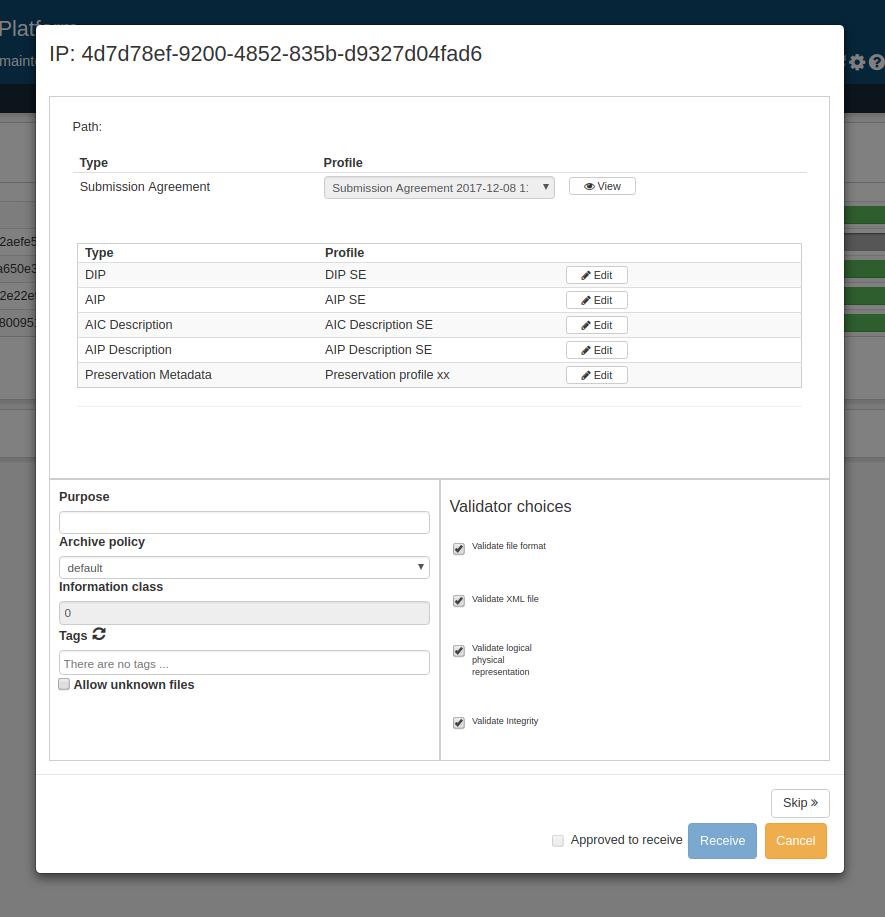 Platform
maint
IP: 4d7d78ef-9200-4852-835b-d9327d04fad6
Path:
Type Profile
Submission Agreement Submission Agreement 2017-12-08 1 View
Type Profile
DIP DIP SE Edit
AIP AIP SE Edit
AIC Description AIC Description SE Edit
AIP Description AIP Description SE Edit
Preservation Metadata Preservation profile xx Edit
2aefe5
a650e3
2e22e
80095
Purpose
Archive policy
default
Information class
0
Tags
There are no tags ...
Allow unknown files
Validator choices
Validate file format
Validate XML file
Validate logical
physical
representation
Validate Integrity
Skip »
Approved to receive Receive Cancel